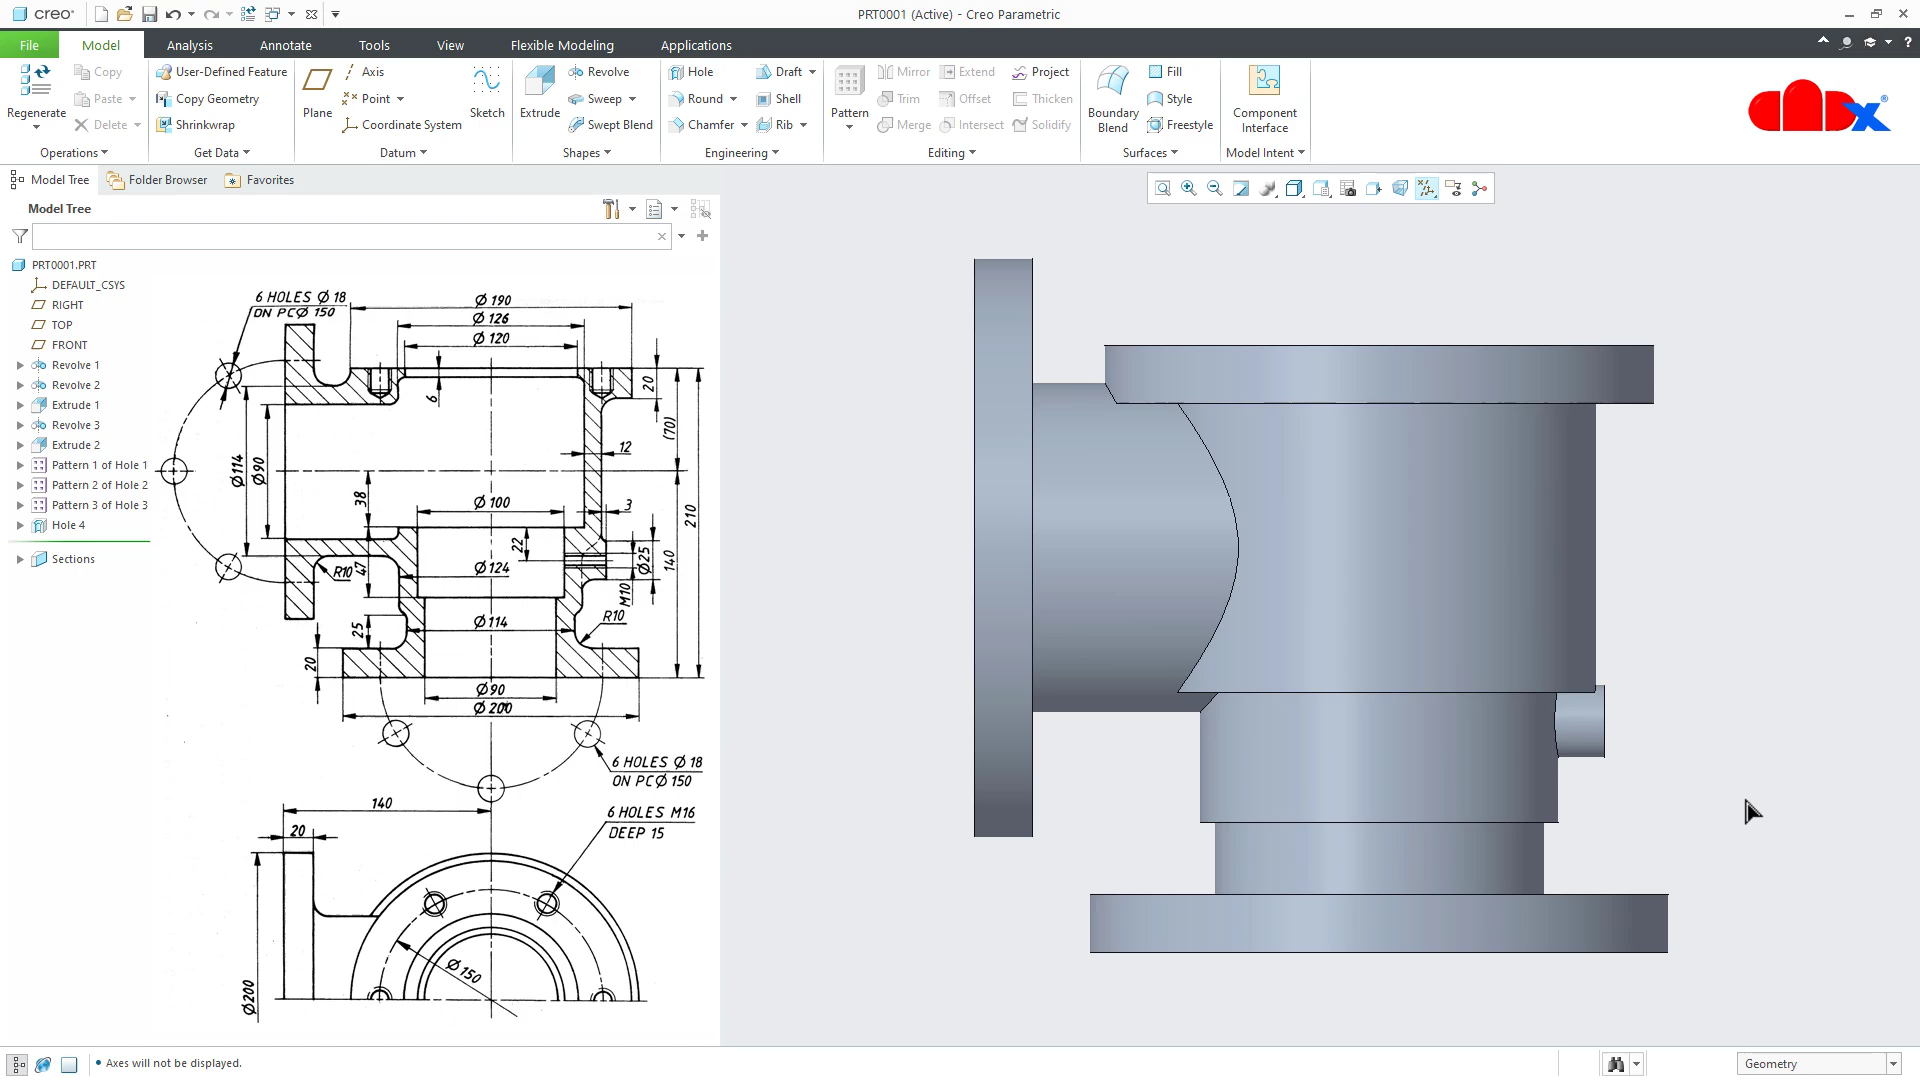 creo
PRT0001 (Active) - Creo Parametric
File
Model
Analysis
Annotate
Tools
View
Flexible Modeling
Applications
Regenerate
Copy
Paste
Delete
Operations
User-Defined Feature
Copy Geometry
Shrinkwrap
Get Data
Plane
Axis
Point
Coordinate System
Sketch
Datum
Extrude
Revolve
Sweep
Swept Blend
Shapes
Hole
Round
Chamfer
Draft
Shell
Rib
Engineering
Pattern
Mirror
Trim
Merge
Extend
Offset
Intersect
Project
Thicken
Solidify
Editing
Boundary
Blend
Fill
Style
Freestyle
Surfaces
Component
Interface
Model Intent
CADx®
Model Tree
Folder Browser
Favorites
Model Tree
PRT0001.PRT
DEFAULT_CSYS
RIGHT
TOP
FRONT
Revolve 1
Revolve 2
Extrude 1
Revolve 3
Extrude 2
Pattern 1 of Hole 1
Pattern 2 of Hole 2
Pattern 3 of Hole 3
Hole 4
Sections
6 HOLES Ø 18
ON PCØ 150
Ø 190
Ø 126
Ø 120
6
20
(70)
12
Ø114
Ø90
38
Ø 100
3
210
22
Ø25
140
R10
47
Ø 124
M10
R10
25
Ø 114
20
Ø90
Ø 200
6 HOLES Ø 18
ON PCØ 150
140
6 HOLES M16
DEEP 15
20
Ø 150
Ø200
Axes will not be displayed.
Geometry